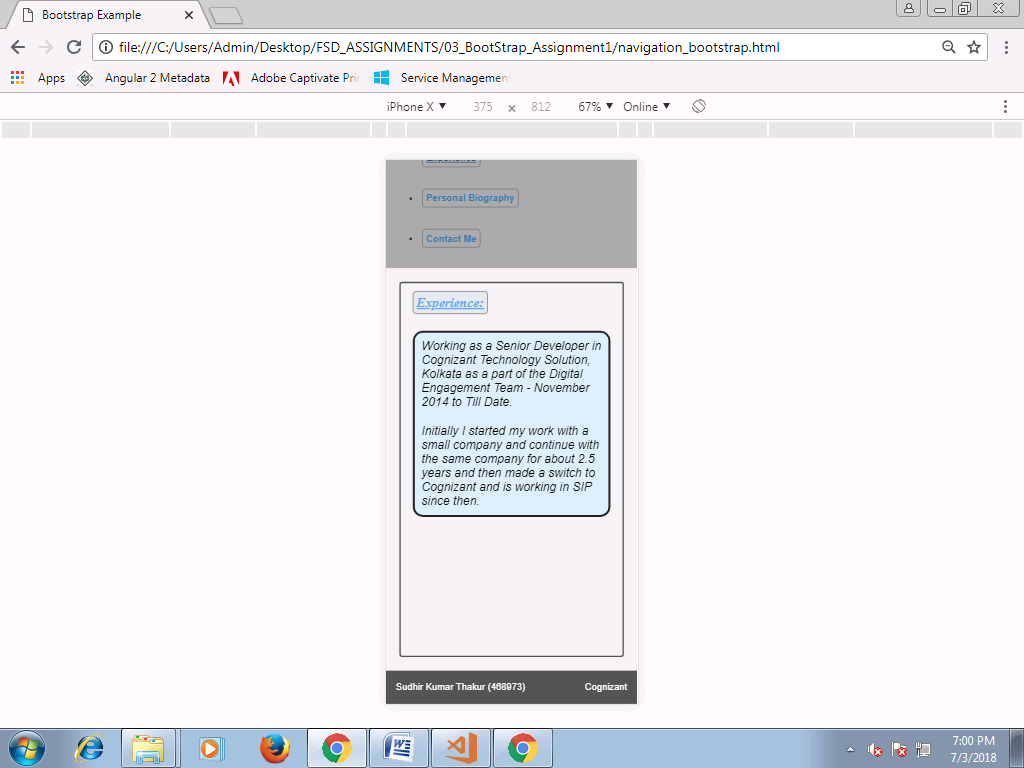 Bootstrap Example
file:///C:/Users/Admin/Desktop/FSD_ASSIGNMENTS/03_BootStrap_Assignment1/navigation_bootstrap.html
Apps Angular 2 Metadata Adobe Captivate Prin Service Managemen
iPhone X ▼ 375 x 812 67% ▼ Online ▼
Experience
• Personal Biography
• Contact Me
Experience:
Working as a Senior Developer in
Cognizant Technology Solution,
Kolkata as a part of the Digital
Engagement Team - November
2014 to Till Date.
Initially I started my work with a
small company and continue with
the same company for about 2.5
years and then made a switch to
Cognizant and is working in SIP
since then.
Sudhir Kumar Thakur (468973) Cognizant
7:00 PM
7/3/2018